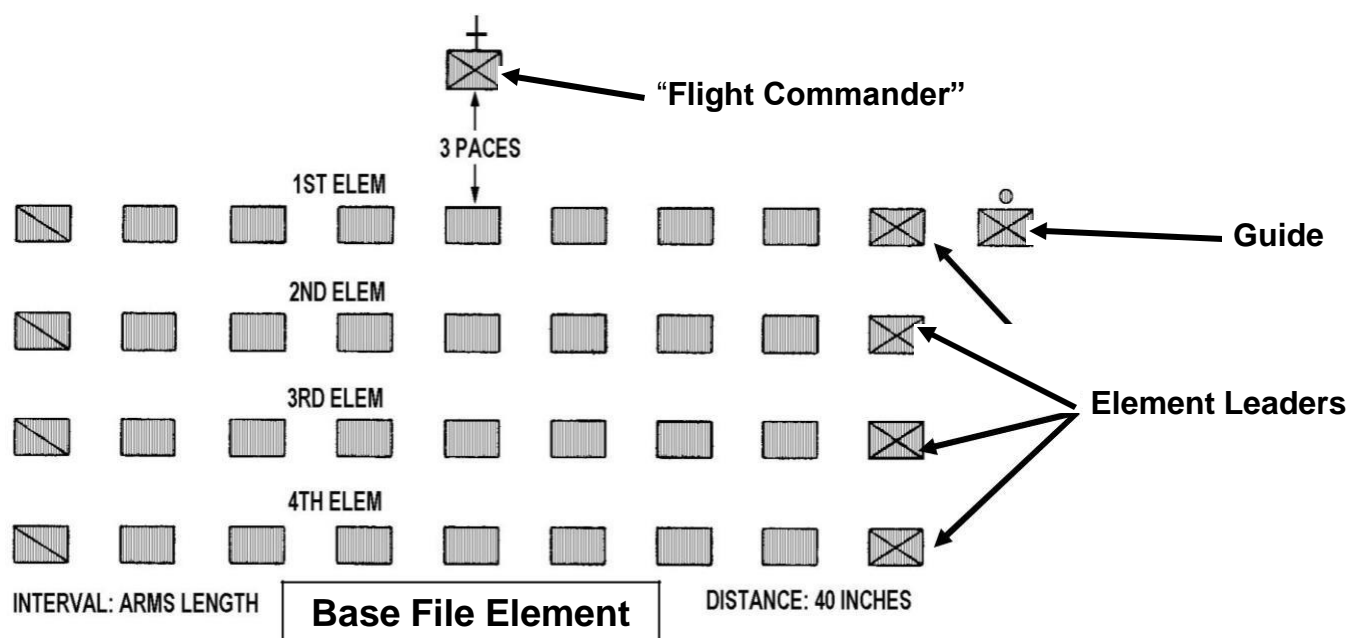 “Flight Commander”
3 PACES
1ST ELEM
Guide
2ND ELEM
3RD ELEM
Element Leaders
4TH ELEM
INTERVAL: ARMS LENGTH
Base File Element
DISTANCE: 40 INCHES